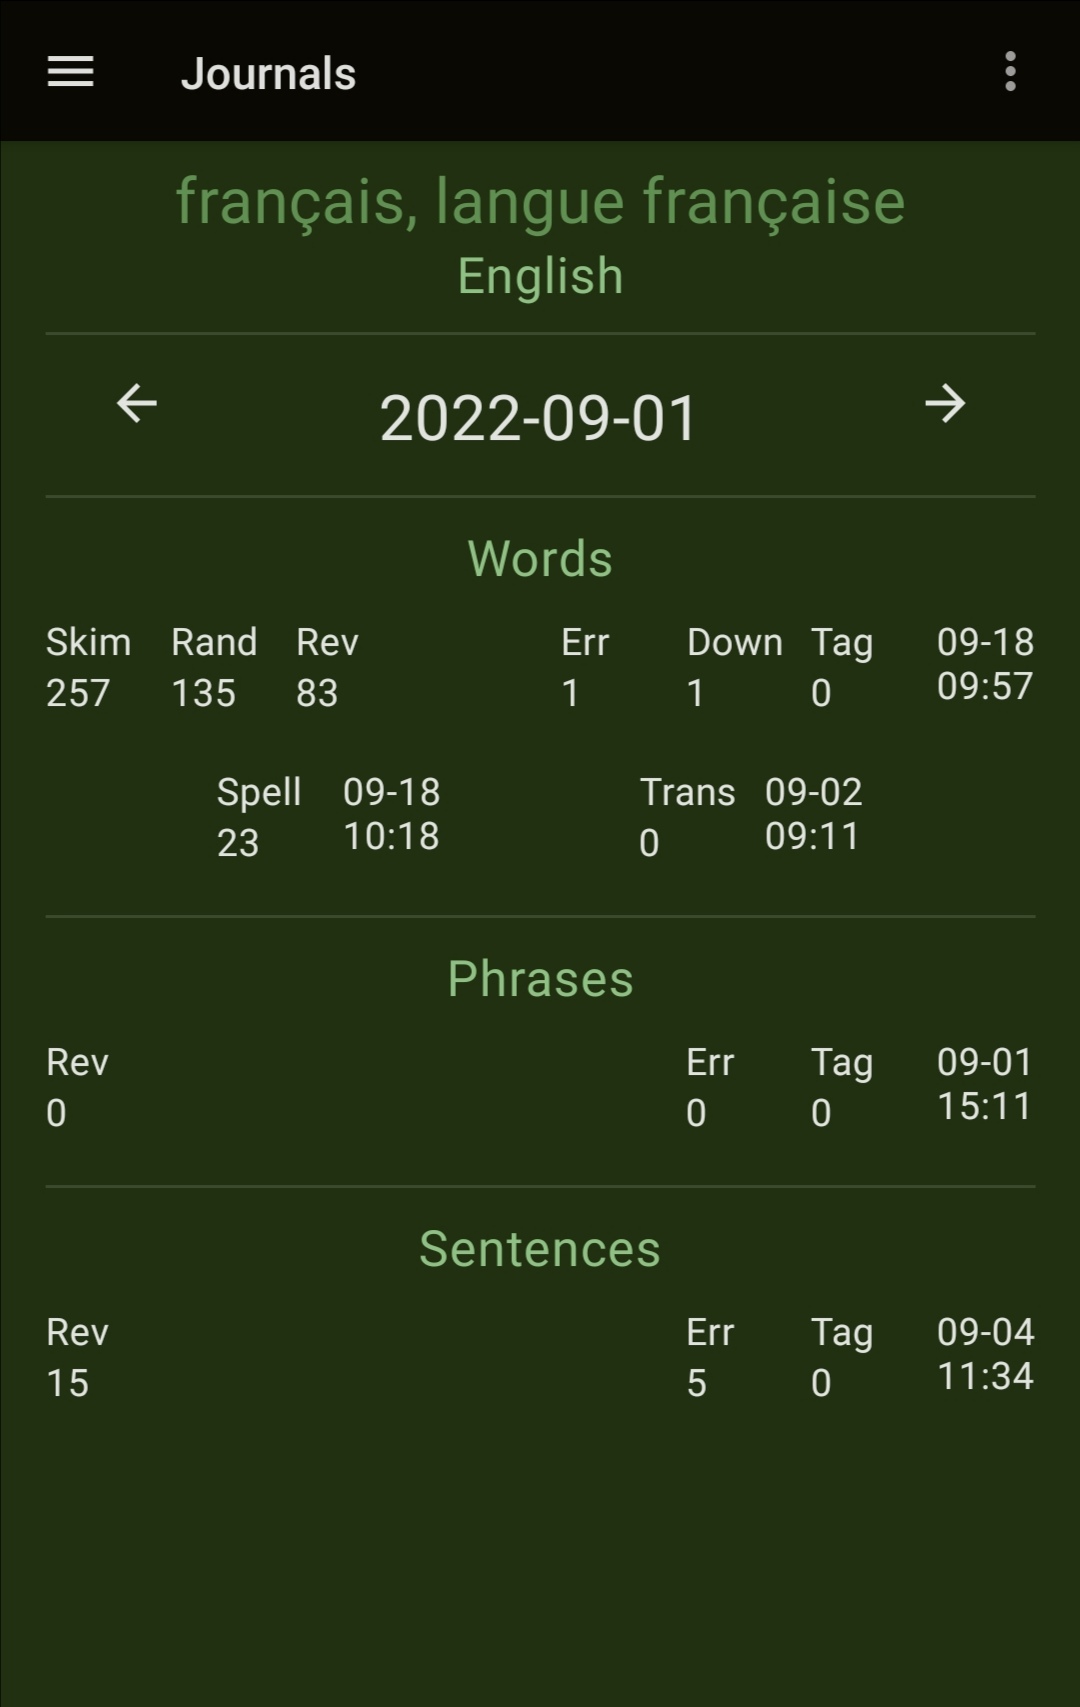 Journals
français, langue française
English
2022-09-01
Words
Skim Rand Rev Err Down Tag 09-18
257 135 83 1 1 0 09:57
Spell 09-18 Trans 09-02
23 10:18 0 09:11
Phrases
Rev Err Tag 09-01
0 0 0 15:11
Sentences
Rev Err Tag 09-04
15 5 0 11:34